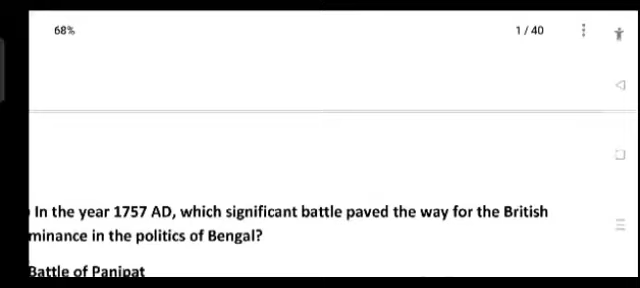 68%
1 / 40
In the year 1757 AD, which significant battle paved the way for the British
minance in the politics of Bengal?
Battle of Panipat